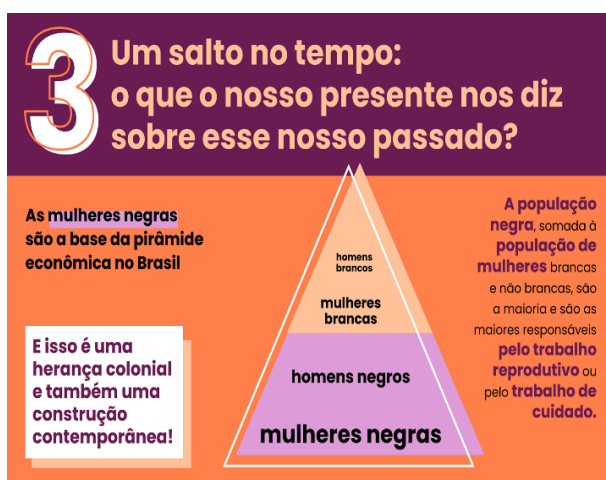 3
Um salto no tempo:
o que o nosso presente nos diz
sobre esse nosso passado?
As mulheres negras
são a base da pirâmide
econômica no Brasil
E isso é uma
herança colonial
e também uma
construção
contemporânea!
homens
brancos
mulheres
brancas
homens negros
mulheres negras
A população
negra, somada à
população de
mulheres brancas
e não brancas, são
a maioria e são as
maiores responsáveis
pelo trabalho
reprodutivo ou
pelo trabalho de
cuidado.